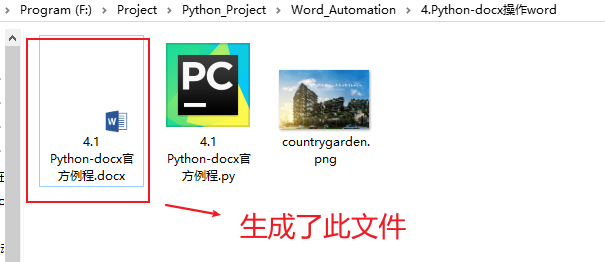 Program (F:) > Project > Python_Project > Word_Automation > 4.Python-docx操作word
PC
W
4.1
Python-docx官
方例程.docx
4.1
Python-docx官
方例程.py
countrygarden.
png
生成了此文件